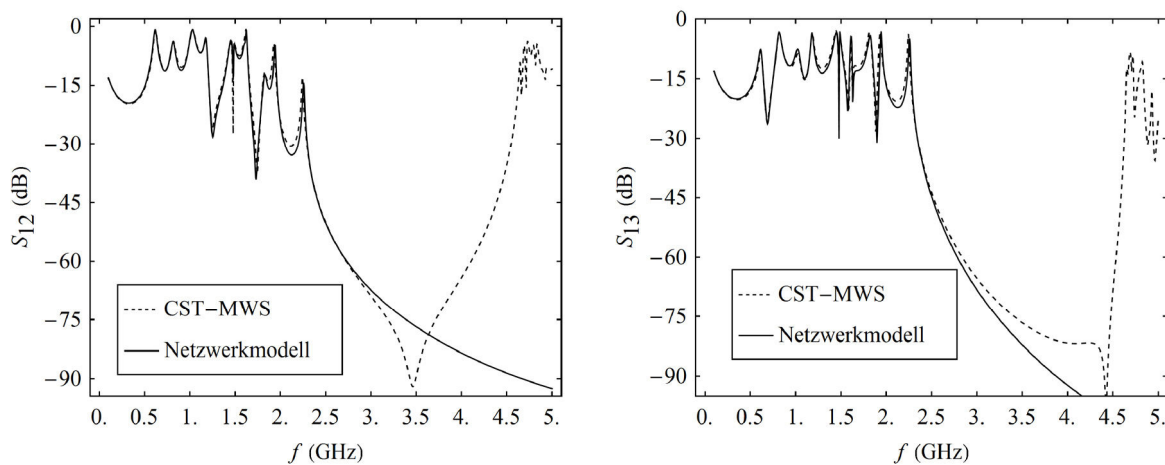 0
−15
−30
−45
−60
−75
−90
S12 (dB)
CST−MWS
Netzwerkmodell
0. 0.5 1. 1.5 2. 2.5 3. 3.5 4. 4.5 5.
f (GHz)
0
−15
−30
−45
−60
−75
−90
S13 (dB)
CST−MWS
Netzwerkmodell
0. 0.5 1. 1.5 2. 2.5 3. 3.5 4. 4.5 5.
f (GHz)